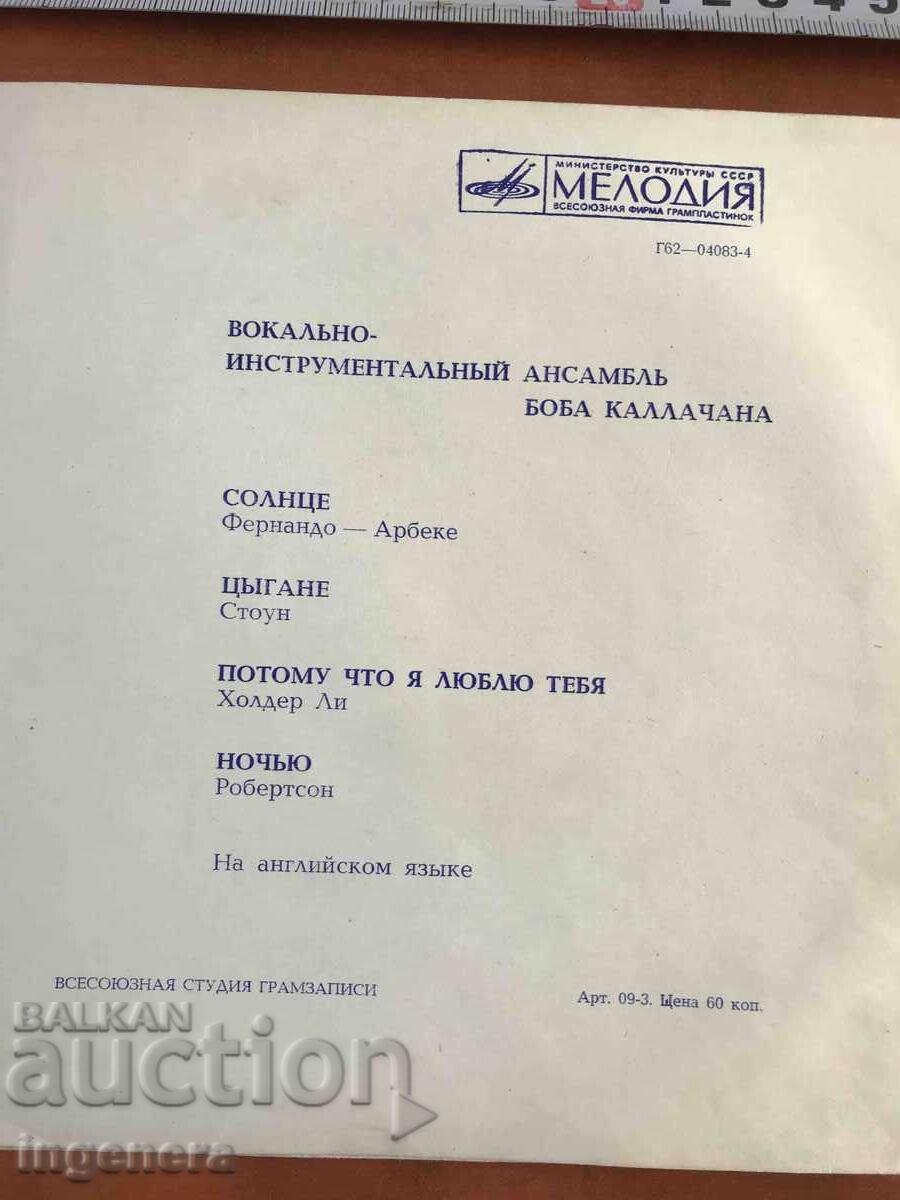 МИНИСТЕРСТВО КУЛЬТУРЫ СССР
МЕЛОДИЯ
ВСЕСОЮЗНАЯ ФИРМА ГРАМПЛАСТИНОК
Г62—04083-4
ВОКАЛЬНО-
ИНСТРУМЕНТАЛЬНЫЙ АНСАМБЛЬ
БОБА КАЛЛАЧАНА
СОЛНЦЕ
Фернандо — Арбеке
ЦЫГАНЕ
Стоун
ПОТОМУ ЧТО Я ЛЮБЛЮ ТЕБЯ
Холдер Ли
НОЧЬЮ
Робертсон
На английском языке
ВСЕСОЮЗНАЯ СТУДИЯ ГРАМЗАПИСИ
Арт. 09-3. Цена 60 коп.
BALKAN
auction
ingenera